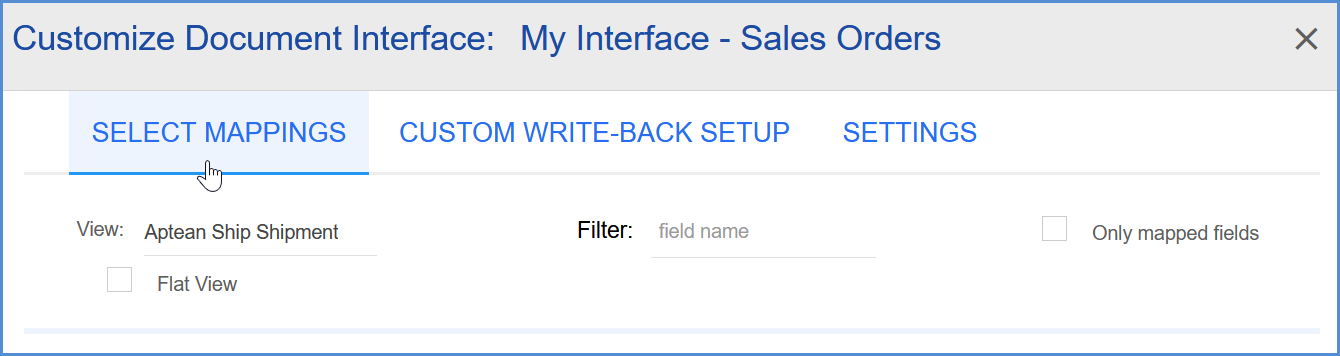 Customize Document Interface: My Interface - Sales Orders
SELECT MAPPINGS CUSTOM WRITE-BACK SETUP SETTINGS
View: Aptean Ship Shipment Filter: field name Only mapped fields
Flat View